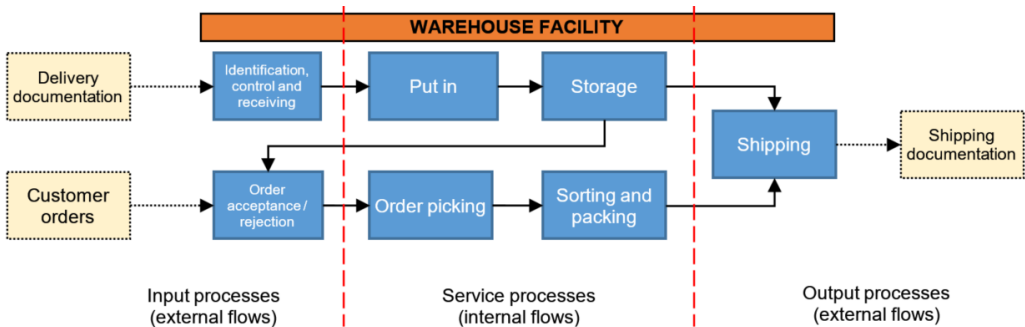 WAREHOUSE FACILITY
Delivery
documentation
Identification,
control and
receiving
Put in
Storage
Shipping
Shipping
documentation
Customer
orders
Order
acceptance /
rejection
Order picking
Sorting and
packing
Input processes
(external flows)
Service processes
(internal flows)
Output processes
(external flows)